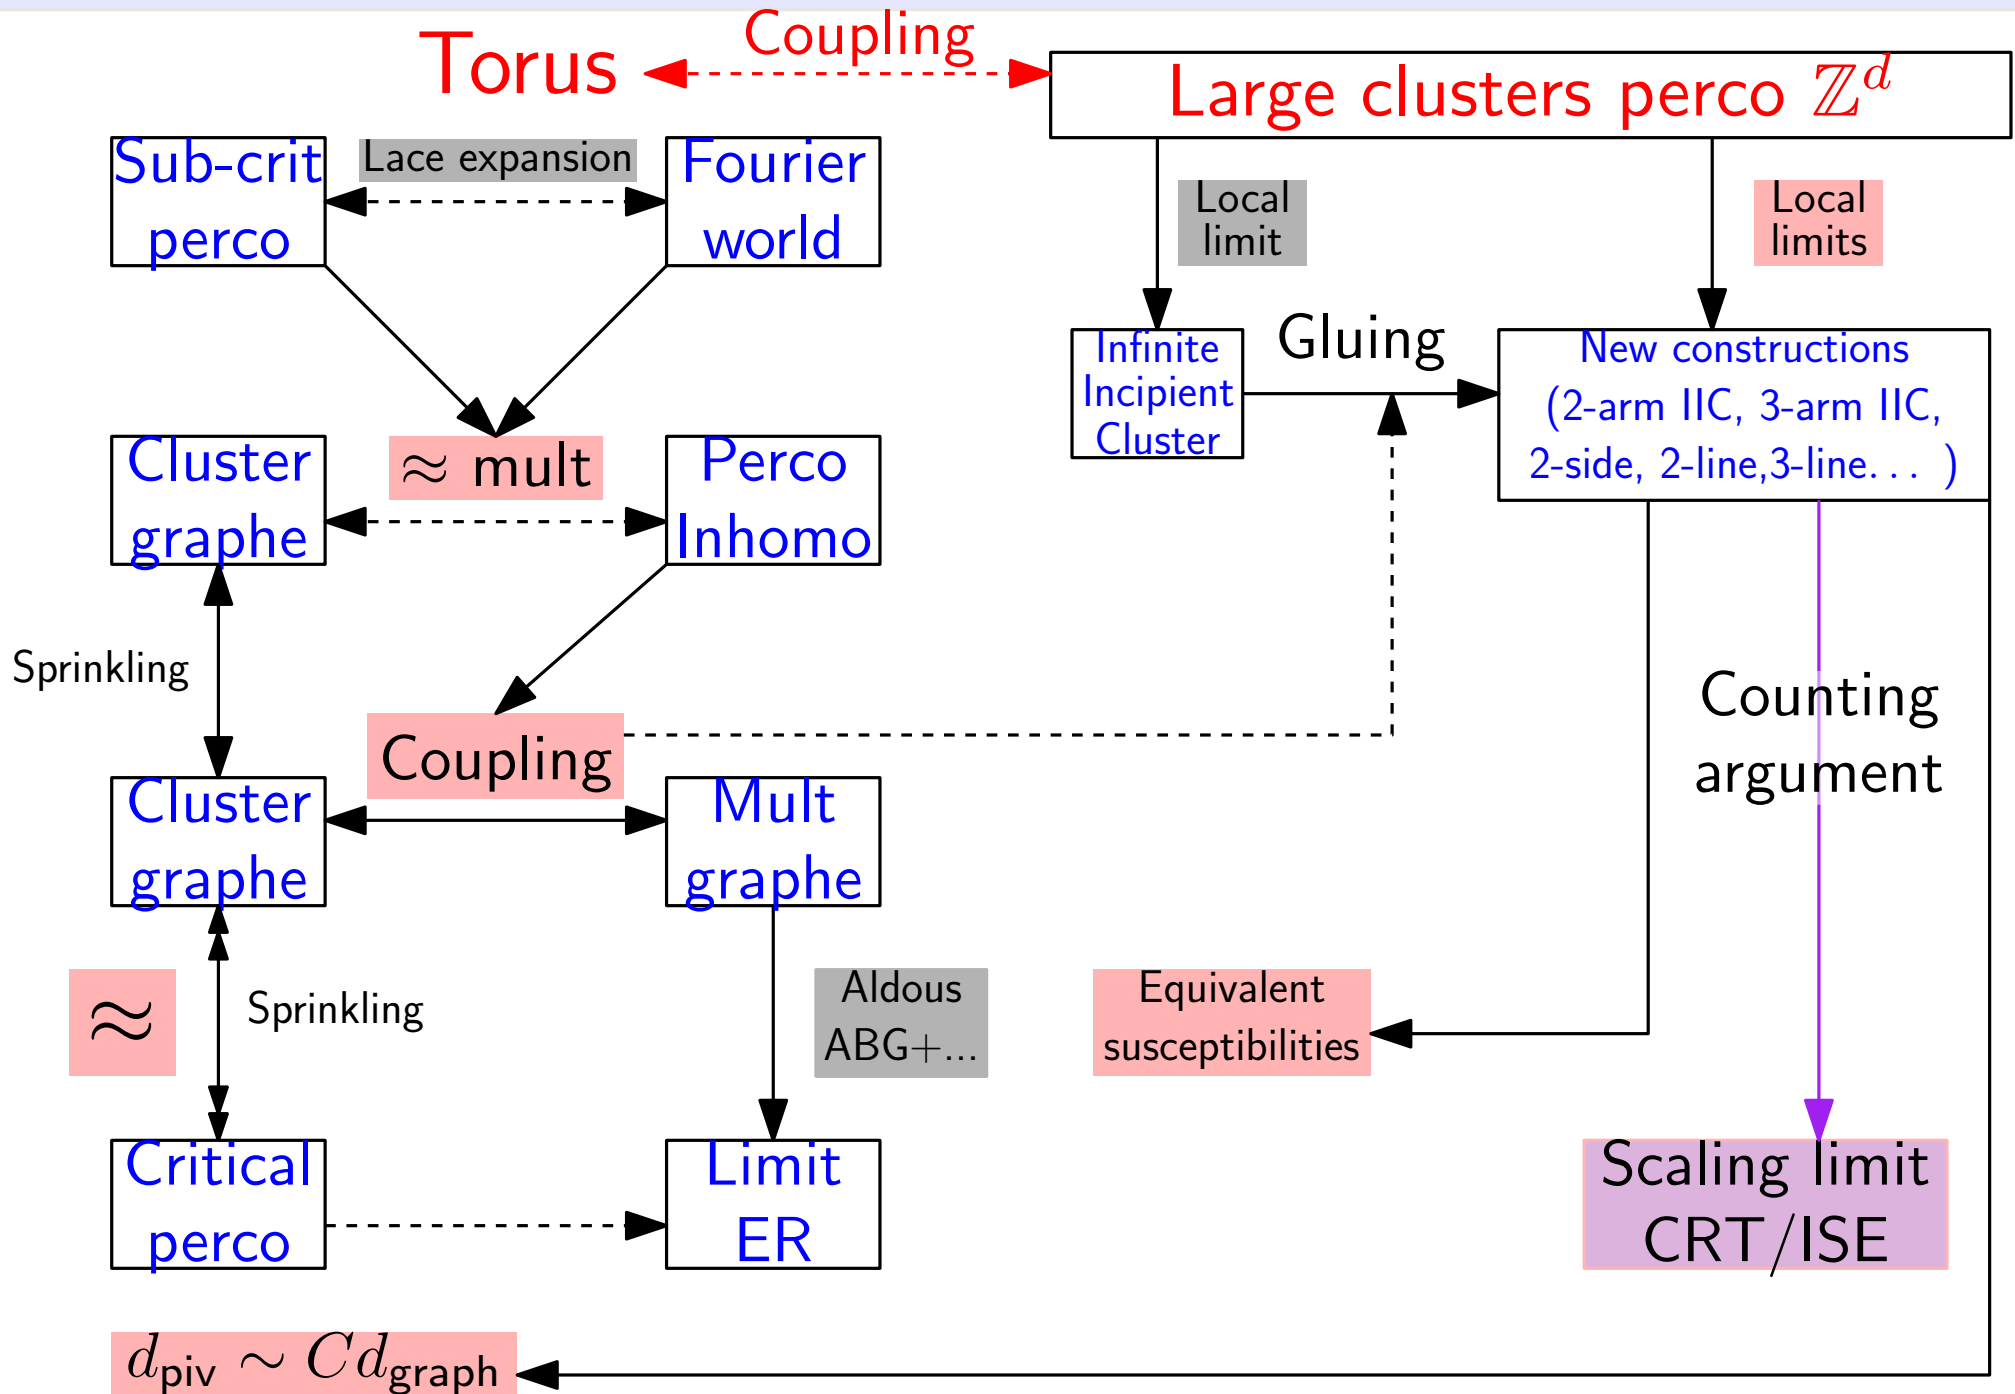 Torus
Coupling
Large clusters perco ℤ^d
Sub-crit
perco
Lace expansion
Fourier
world
Local
limit
Local
limits
Infinite
Incipient
Cluster
Gluing
New constructions
(2-arm IIC, 3-arm IIC,
2-side, 2-line,3-line... )
Cluster
graphe
≈ mult
Perco
Inhomo
Sprinkling
Coupling
Counting
argument
Cluster
graphe
Mult
graphe
≈
Sprinkling
Aldous
ABG+...
Equivalent
susceptibilities
Critical
perco
Limit
ER
Scaling limit
CRT/ISE
d_piv ∼ Cd_graph